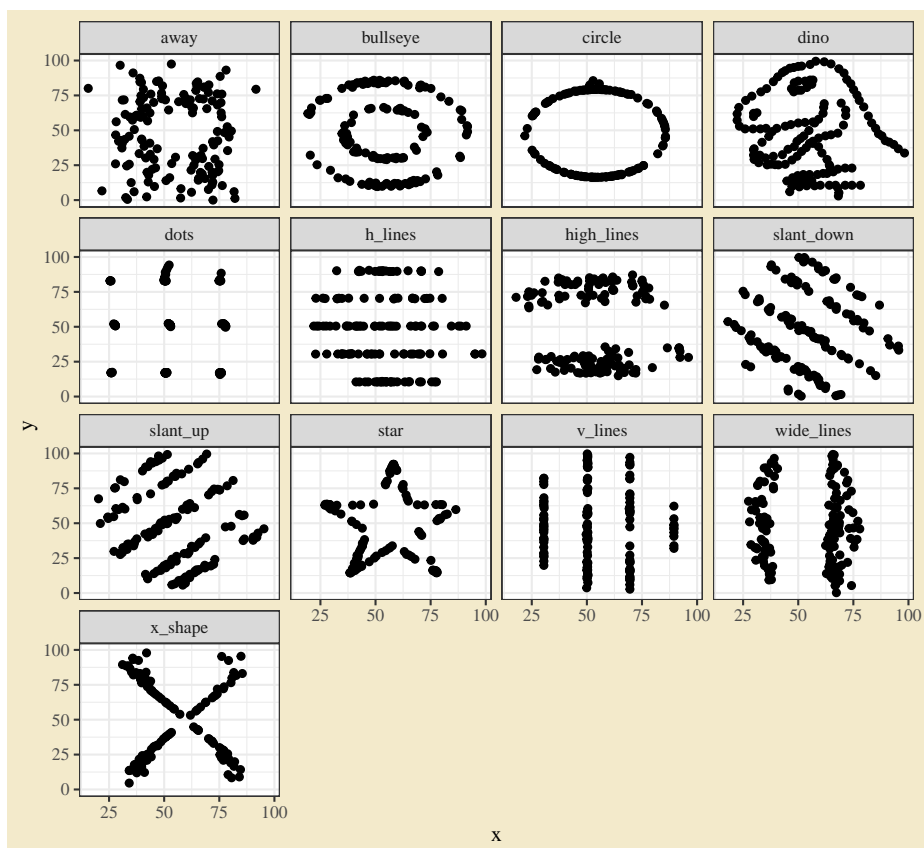 away bullseye circle dino
100
75
50
25
0
dots h_lines high_lines slant_down
100
75
50
25
0
y
slant_up star v_lines wide_lines
100
75
50
25
0
25 50 75 100 25 50 75 100 25 50 75 100
x_shape
100
75
50
25
0
25 50 75 100
x